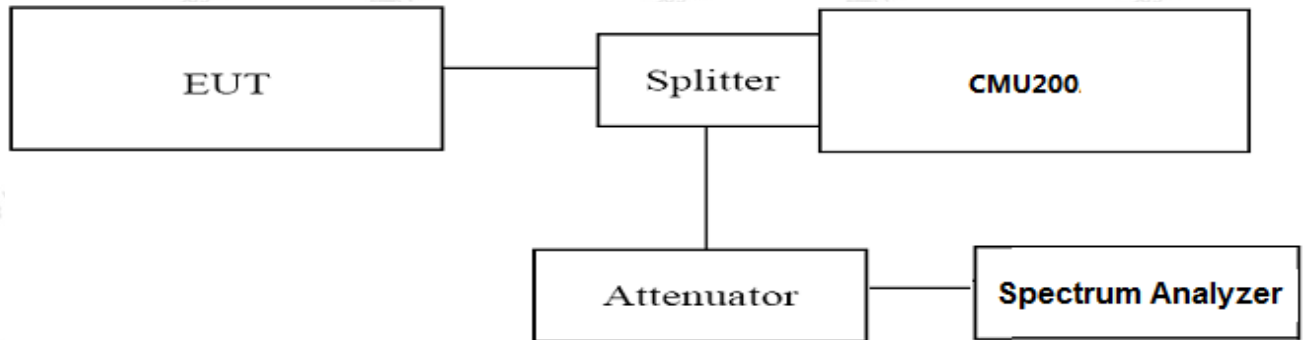 EUT
Splitter
CMU200
Attenuator
Spectrum Analyzer